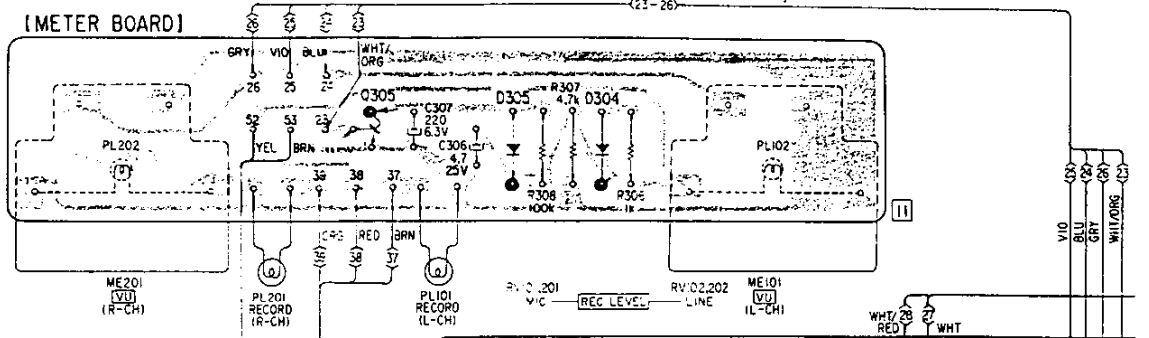 (23-26)
[METER BOARD]
26 25 24 23
GRY VIO BLU WHT/
ORG
26 25 24
Q305 C307
220
6.3V
D305 R307
4.7k
D304
52 53 23
YEL BRN
C306
4.7
25V
PL202
PL102
39 38 37
R308
100k
R306
1k
11
ORG RED BRN
39 38 37
ME201
VU
(R-CH)
PL201
RECORD
(R-CH)
PL101
RECORD
(L-CH)
RV101,201
MIC
REC LEVEL
RV102,202
LINE
ME101
VU
(L-CH)
24 26 23
VIO
BLU
GRY
WHT/ORG
WHT/
RED
28 27
WHT